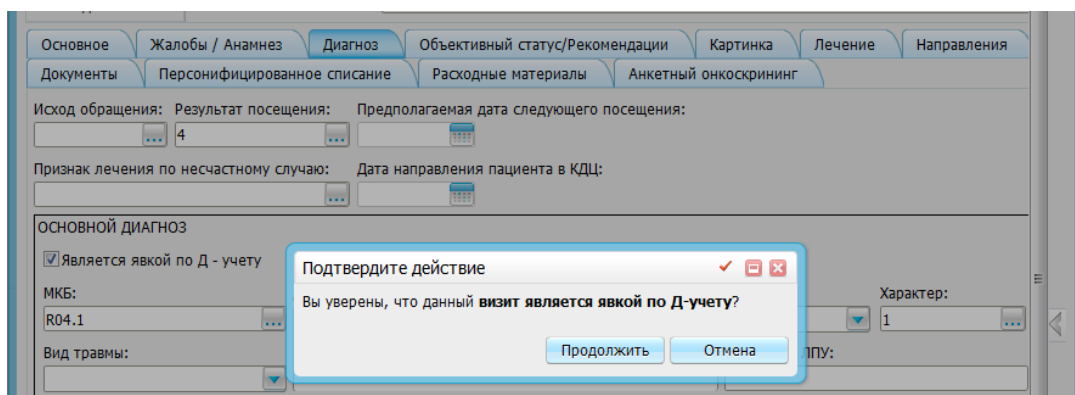 Основное Жалобы / Анамнез Диагноз Объективный статус/Рекомендации Картинка Лечение Направления
Документы Персонифицированное списание Расходные материалы Анкетный онкоскрининг
Исход обращения: Результат посещения: Предполагаемая дата следующего посещения:
... 4 ...
Признак лечения по несчастному случаю: Дата направления пациента в КДЦ:
...
ОСНОВНОЙ ДИАГНОЗ
Является явкой по Д - учету
Подтвердите действие
МКБ: Характер:
Вы уверены, что данный визит является явкой по Д-учету?
R04.1 ... 1 ...
Продолжить Отмена
Вид травмы: ЛПУ: